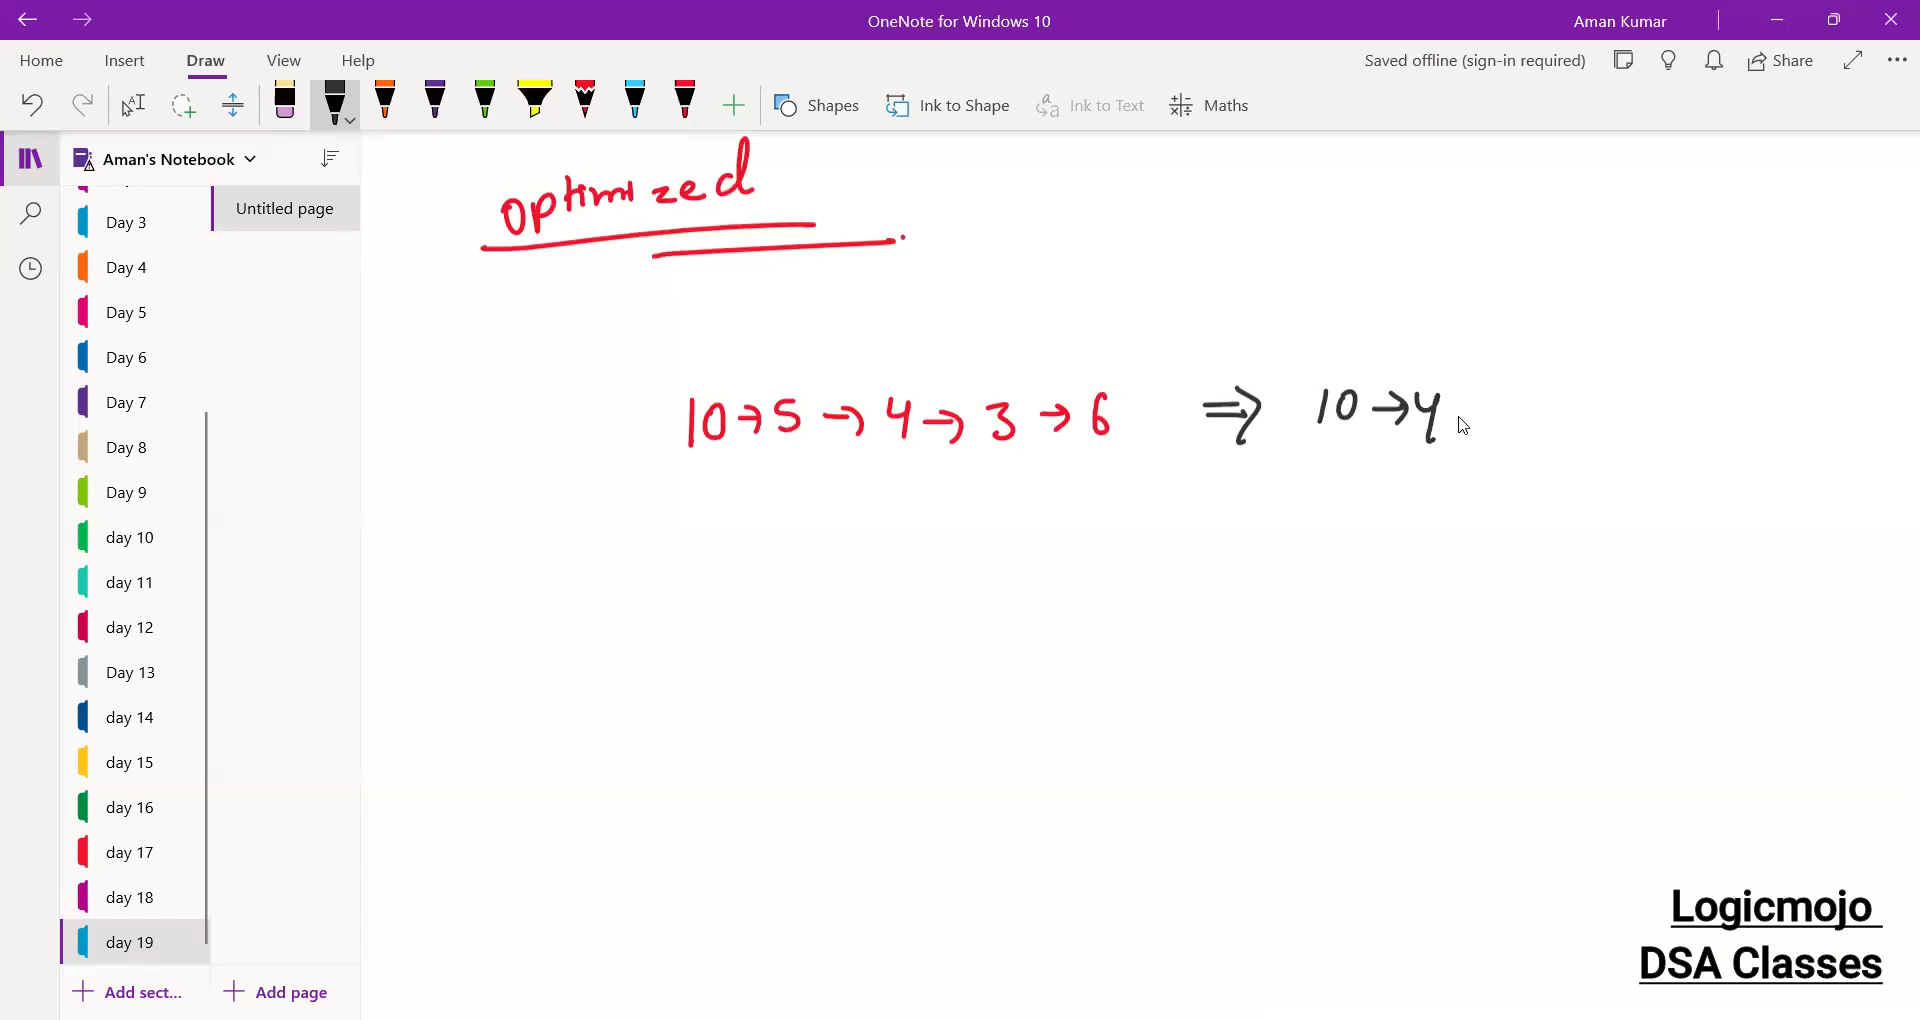 OneNote for Windows 10
Aman Kumar
Home Insert Draw View Help
Saved offline (sign-in required)
Share
Shapes
Ink to Shape
Ink to Text
Maths
Aman's Notebook
Untitled page
Day 3
Day 4
Day 5
Day 6
Day 7
Day 8
Day 9
day 10
day 11
day 12
Day 13
day 14
day 15
day 16
day 17
day 18
day 19
Add sect...
Add page
optimized
10 → 5 → 4 → 3 → 6 ⇒ 10 → 4
Logicmojo
DSA Classes